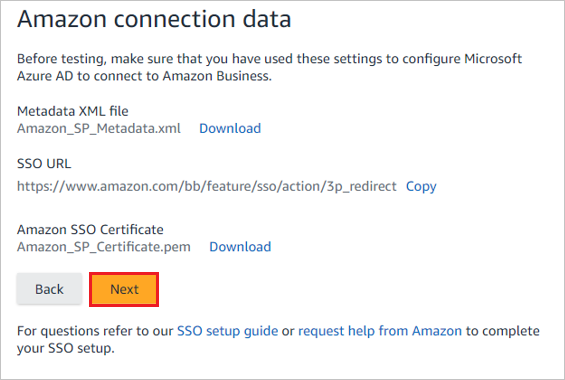 Amazon connection data
Before testing, make sure that you have used these settings to configure Microsoft
Azure AD to connect to Amazon Business.
Metadata XML file
Amazon_SP_Metadata.xml Download
SSO URL
https://www.amazon.com/bb/feature/sso/action/3p_redirect Copy
Amazon SSO Certificate
Amazon_SP_Certificate.pem Download
Back Next
For questions refer to our SSO setup guide or request help from Amazon to complete
your SSO setup.